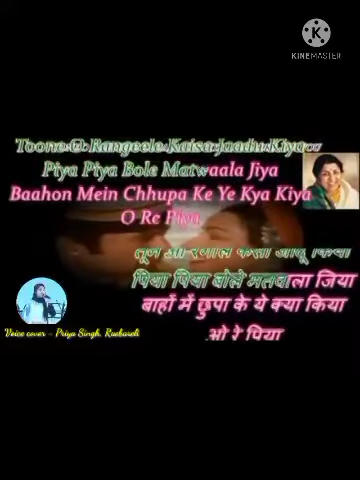 KINEMASTER
Toone O Rangeele Kaisa Jaadu Kiya
Piya Piya Bole Matwaala Jiya
Baahon Mein Chhupa Ke Ye Kya Kiya
O Re Piya
तूने ओ रंगीले कैसा जादू किया
पिया पिया बोले मतवाला जिया
बाहों में छुपा के ये क्या किया
ओ रे पिया
Voice cover - Priya Singh, Raebareli